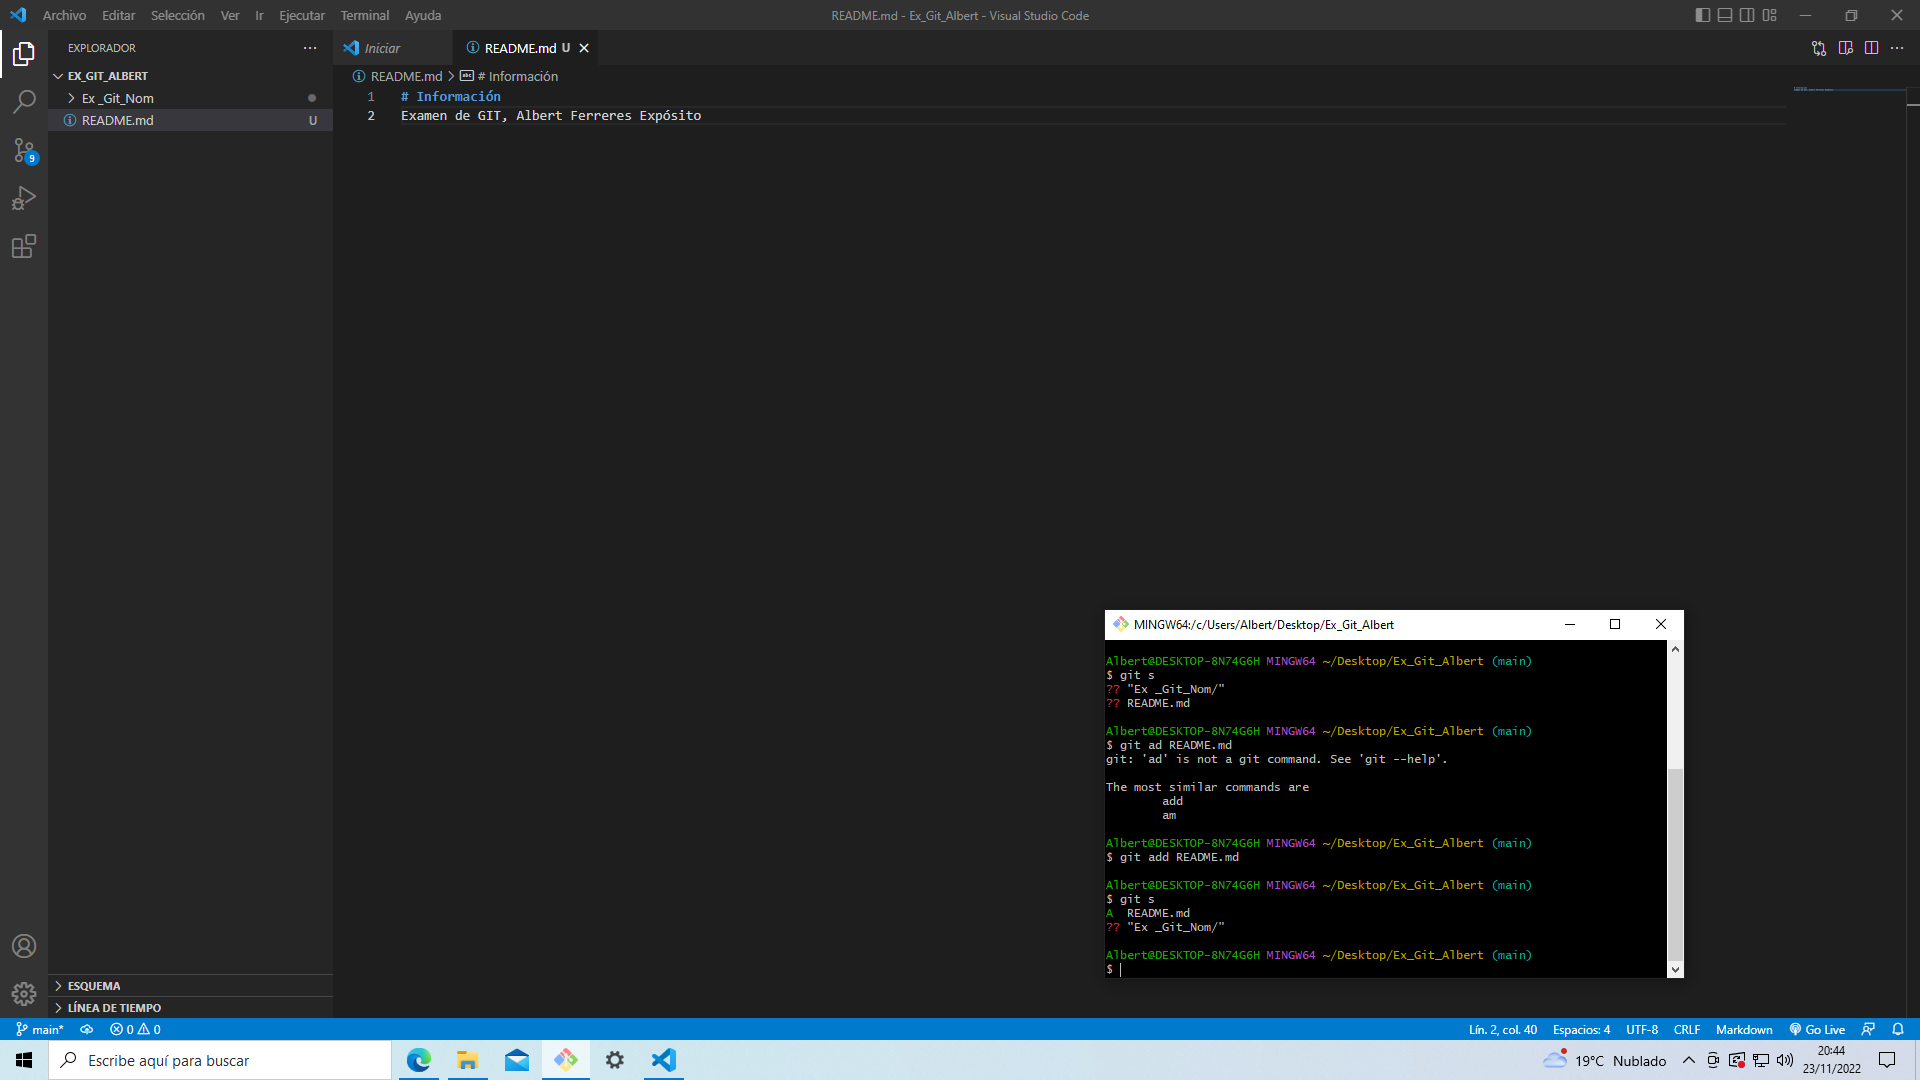 Archivo Editar Selección Ver Ir Ejecutar Terminal Ayuda
README.md - Ex_Git_Albert - Visual Studio Code
EXPLORADOR
Iniciar
README.md U
EX_GIT_ALBERT
README.md > # Información
Ex _Git_Nom
README.md U
9
1 # Información
2 Examen de GIT, Albert Ferreres Expósito
MINGW64:/c/Users/Albert/Desktop/Ex_Git_Albert
Albert@DESKTOP-8N74G6H MINGW64 ~/Desktop/Ex_Git_Albert (main)
$ git s
?? "Ex _Git_Nom/"
?? README.md
Albert@DESKTOP-8N74G6H MINGW64 ~/Desktop/Ex_Git_Albert (main)
$ git ad README.md
git: 'ad' is not a git command. See 'git --help'.
The most similar commands are
add
am
Albert@DESKTOP-8N74G6H MINGW64 ~/Desktop/Ex_Git_Albert (main)
$ git add README.md
Albert@DESKTOP-8N74G6H MINGW64 ~/Desktop/Ex_Git_Albert (main)
$ git s
A README.md
?? "Ex _Git_Nom/"
Albert@DESKTOP-8N74G6H MINGW64 ~/Desktop/Ex_Git_Albert (main)
$
ESQUEMA
LÍNEA DE TIEMPO
main* 0 0
Lín. 2, col. 40 Espacios: 4 UTF-8 CRLF Markdown Go Live
Escribe aquí para buscar
19°C Nublado
20:44
23/11/2022